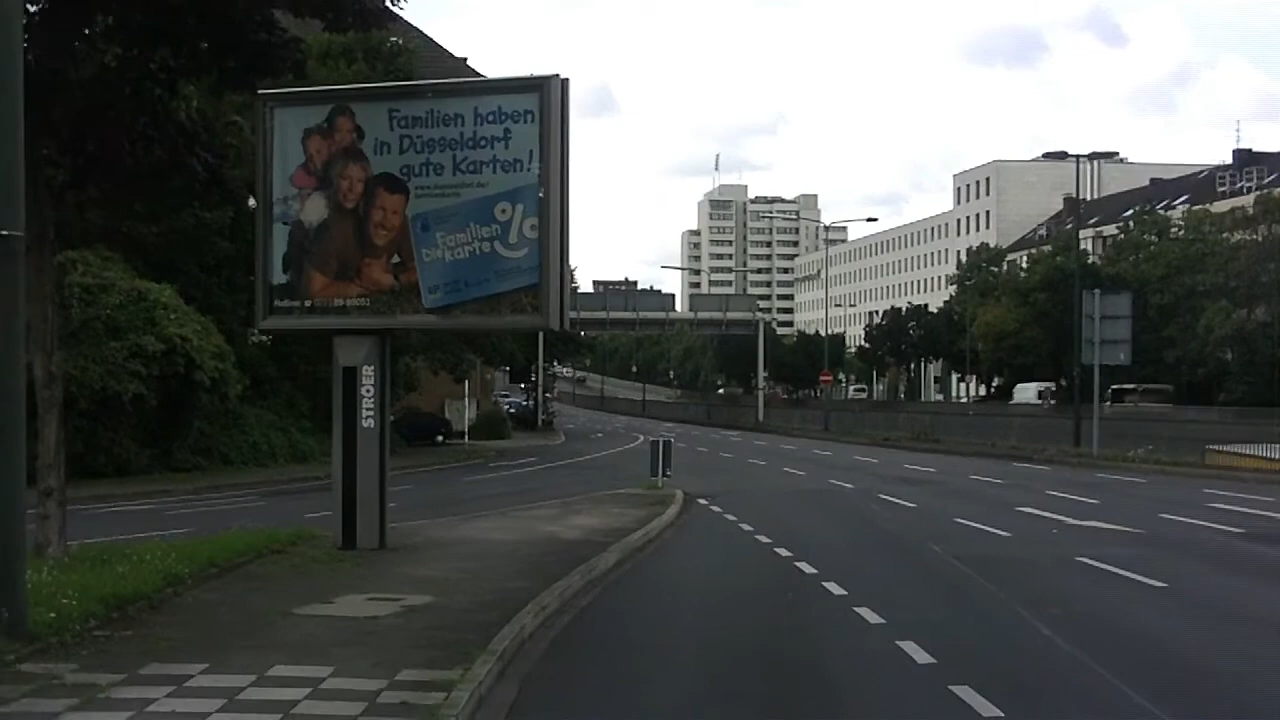 Familien haben
in Düsseldorf
gute Karten!
%
Familien
Die Karte
STRÖER